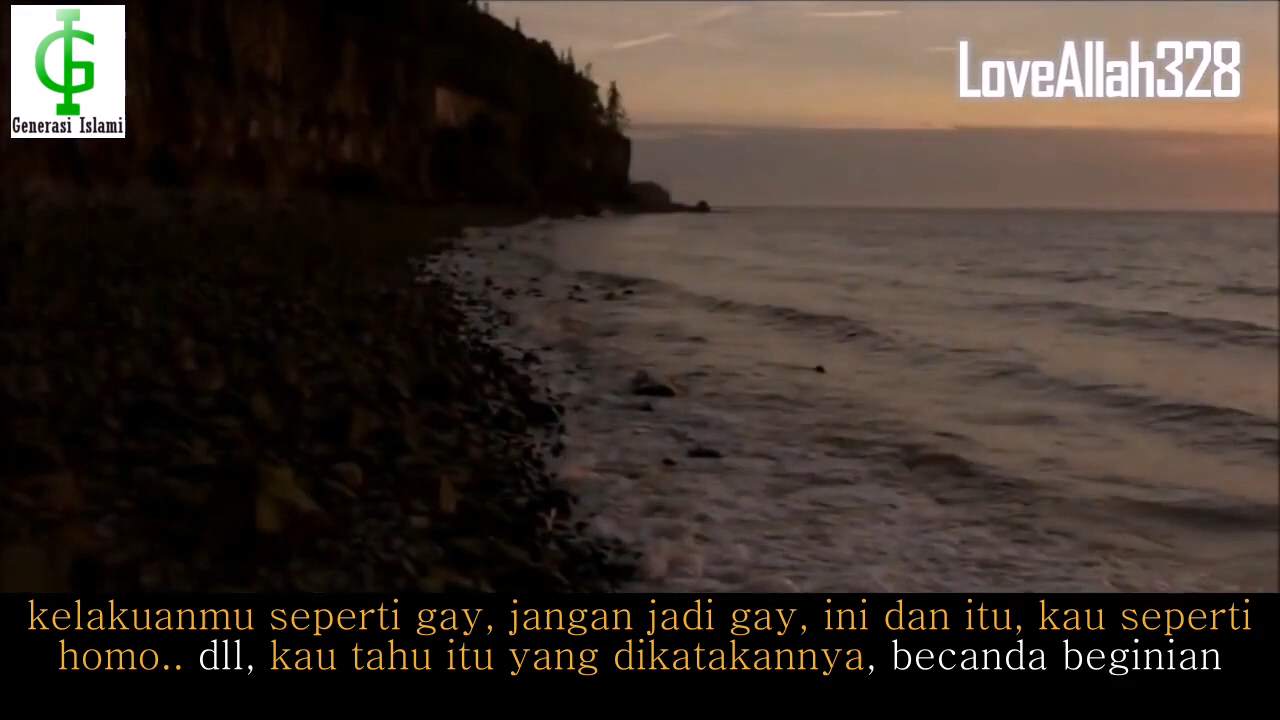 Generasi Islami
LoveAllah328
kelakuanmu seperti gay, jangan jadi gay, ini dan itu, kau seperti
homo.. dll, kau tahu itu yang dikatakannya, becanda beginian